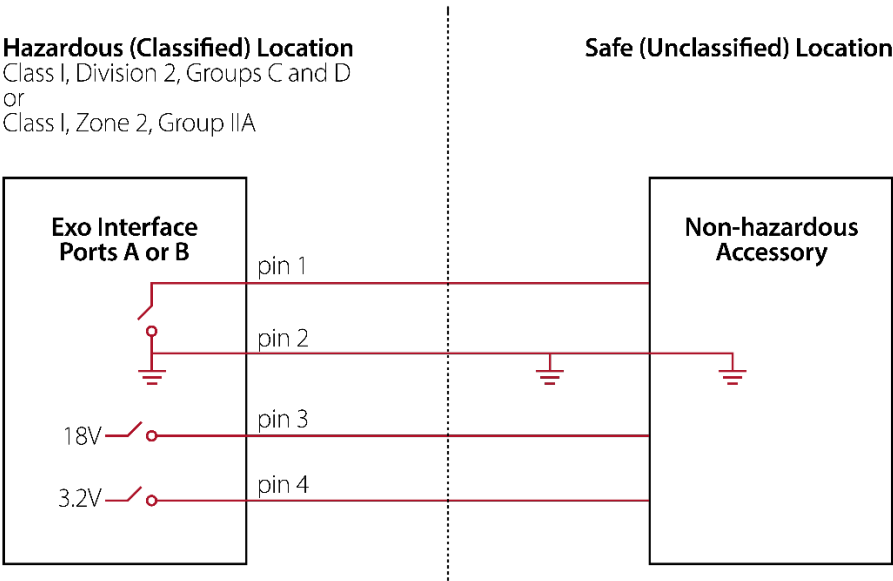 Hazardous (Classified) Location
Class I, Division 2, Groups C and D
or
Class I, Zone 2, Group IIA
Safe (Unclassified) Location
Exo Interface
Ports A or B
Non-hazardous
Accessory
pin 1
pin 2
pin 3
18V
pin 4
3.2V